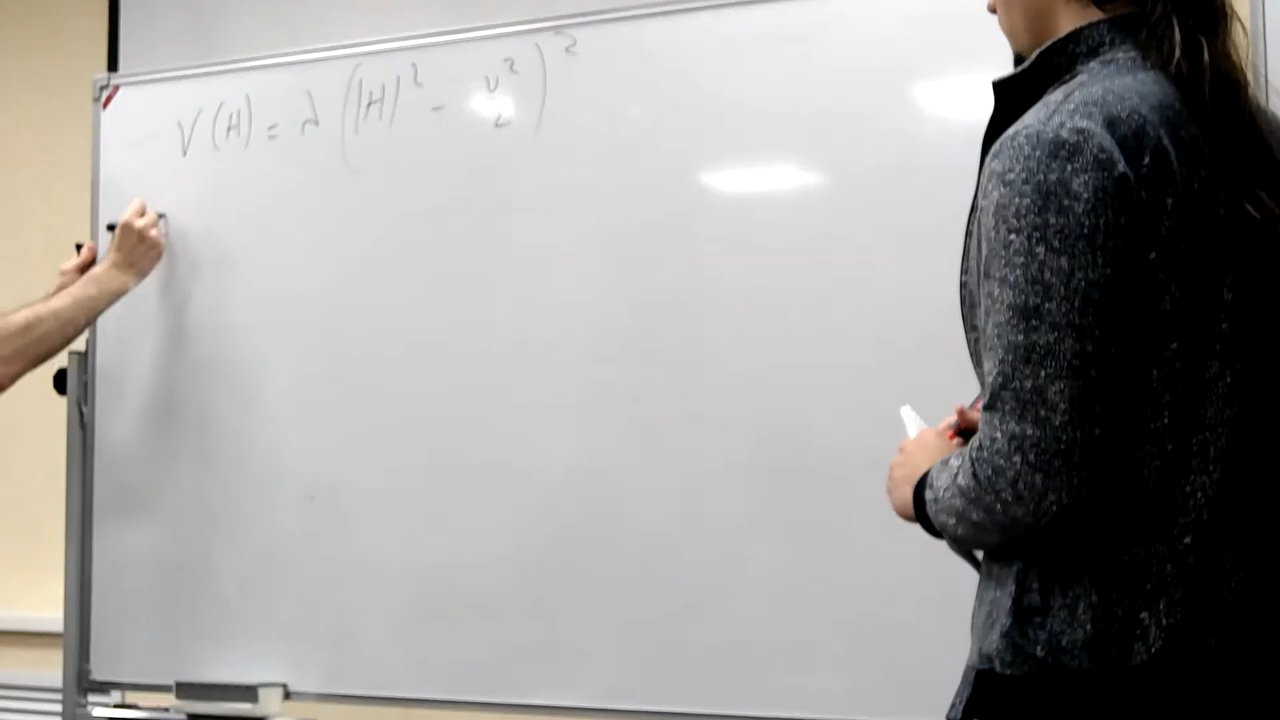 V(H) = λ (|H|² - v²/2)²